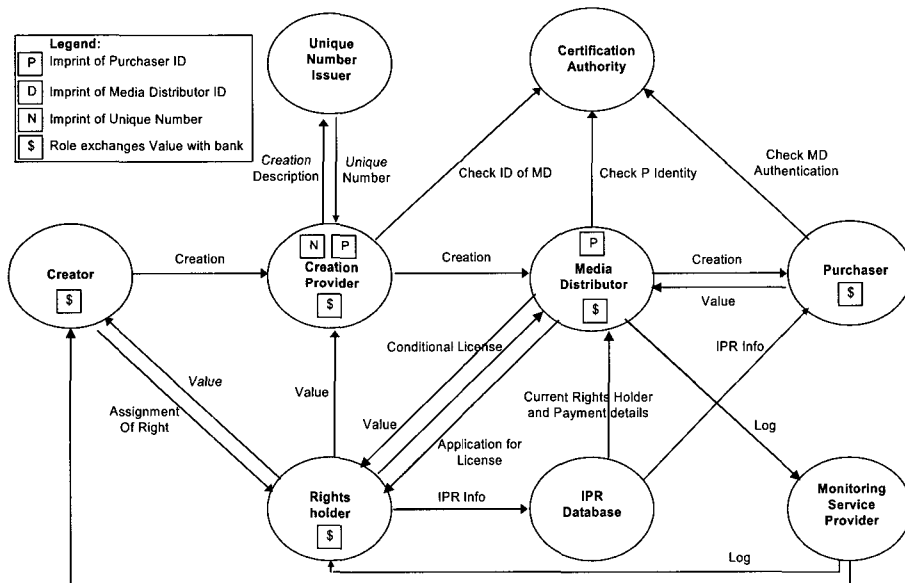 Legend:
P Imprint of Purchaser ID
D Imprint of Media Distributor ID
N Imprint of Unique Number
$ Role exchanges Value with bank
Unique
Number
Issuer
Certification
Authority
Creation
Description
Unique
Number
Check ID of MD
Check P Identity
Check MD
Authentication
Creator
$
Creation
N P
Creation
Provider
$
Creation
P
Media
Distributor
$
Creation
Value
Purchaser
$
Value
Assignment
Of Right
Value
Conditional License
Value
Application for
License
Current Rights Holder
and Payment details
IPR Info
Log
Rights
holder
$
IPR Info
IPR
Database
Monitoring
Service
Provider
Log